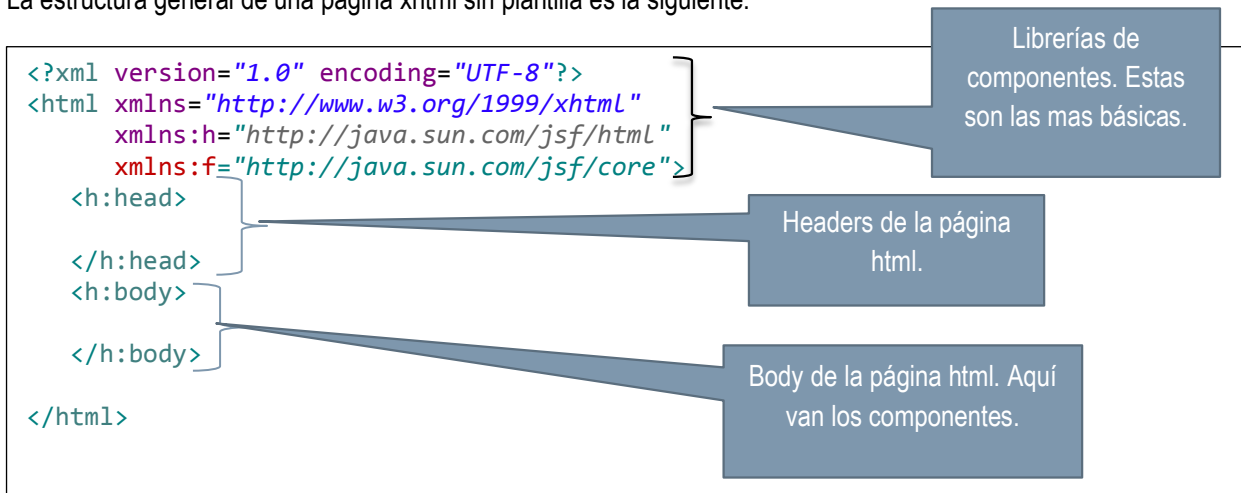 La estructura general de una página xhtml sin plantilla es la siguiente:
<?xml version="1.0" encoding="UTF-8"?>
<html xmlns="http://www.w3.org/1999/xhtml"
xmlns:h="http://java.sun.com/jsf/html"
xmlns:f="http://java.sun.com/jsf/core">
<h:head>
</h:head>
<h:body>
</h:body>
</html>
Librerías de
componentes. Estas
son las mas básicas.
Headers de la página
html.
Body de la página html. Aquí
van los componentes.